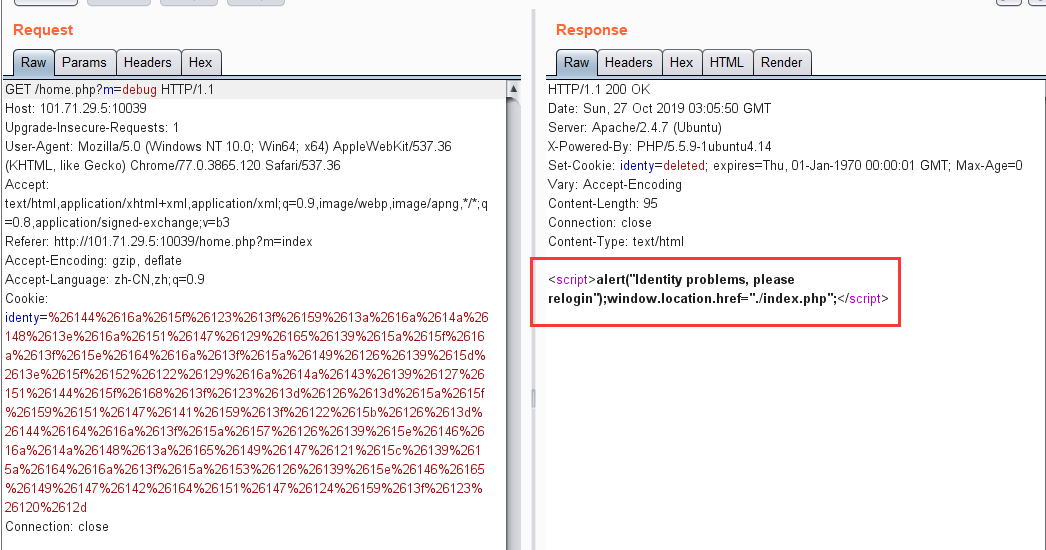 Request
Raw Params Headers Hex
GET /home.php?m=debug HTTP/1.1
Host: 101.71.29.5:10039
Upgrade-Insecure-Requests: 1
User-Agent: Mozilla/5.0 (Windows NT 10.0; Win64; x64) AppleWebKit/537.36
(KHTML, like Gecko) Chrome/77.0.3865.120 Safari/537.36
Accept:
text/html,application/xhtml+xml,application/xml;q=0.9,image/webp,image/apng,*/*;q
=0.8,application/signed-exchange;v=b3
Referer: http://101.71.29.5:10039/home.php?m=index
Accept-Encoding: gzip, deflate
Accept-Language: zh-CN,zh;q=0.9
Cookie:
identy=%26144%2616a%2615f%26123%2613f%26159%2613a%2616a%2614a%26
148%2613e%2616a%26151%26147%26129%26165%26139%2615a%2615f%2616
a%2613f%2615e%26164%2616a%2613f%2615a%26149%26126%26139%2615d%
2613e%2615f%26152%26122%26129%2616a%2614a%26143%26139%26127%26
151%26144%2615f%26168%2613f%26123%2613d%26126%2613d%2615a%2615f
%26159%26151%26147%26141%26159%2613f%26122%2615b%26126%2613d%
26144%26164%2616a%2613f%2615a%26157%26126%26139%2615e%26146%26
16a%2614a%26148%2613a%26165%26149%26147%26121%2615c%26139%261
5a%26164%2616a%2613f%2615a%26153%26126%26139%2615e%26146%26165
%26149%26147%26142%26164%26151%26147%26124%26159%2613f%26123%
26120%2612d
Connection: close
Response
Raw Headers Hex HTML Render
HTTP/1.1 200 OK
Date: Sun, 27 Oct 2019 03:05:50 GMT
Server: Apache/2.4.7 (Ubuntu)
X-Powered-By: PHP/5.5.9-1ubuntu4.14
Set-Cookie: identy=deleted; expires=Thu, 01-Jan-1970 00:00:01 GMT; Max-Age=0
Vary: Accept-Encoding
Content-Length: 95
Connection: close
Content-Type: text/html
<script>alert("Identity problems, please
relogin");window.location.href="./index.php";</script>